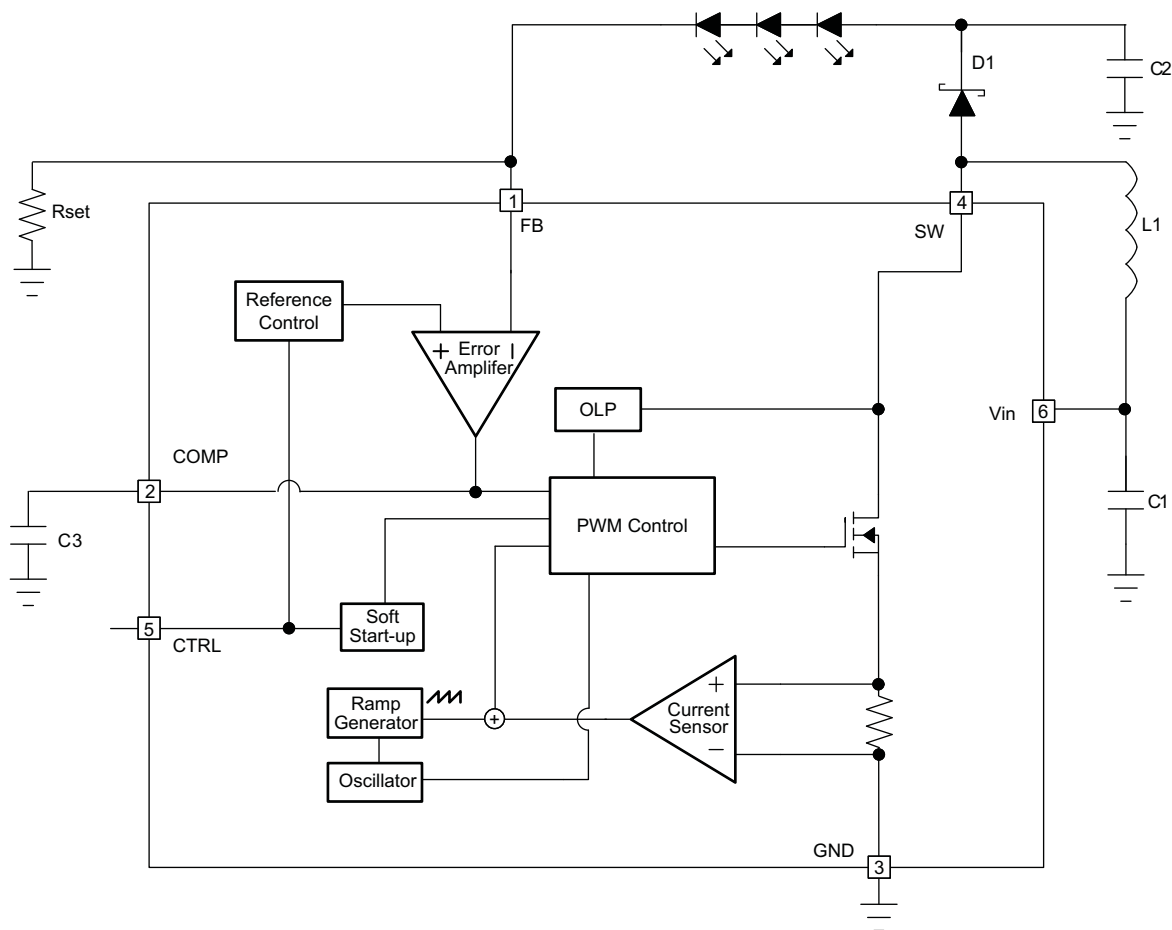 D1
C2
Rset
1
FB
4
SW
L1
Reference
Control
+
Error
Amplifer
−
OLP
Vin
6
COMP
2
C3
PWM Control
C1
5
CTRL
Soft
Start-up
Ramp
Generator
+
Oscillator
+
Current
Sensor
−
GND
3